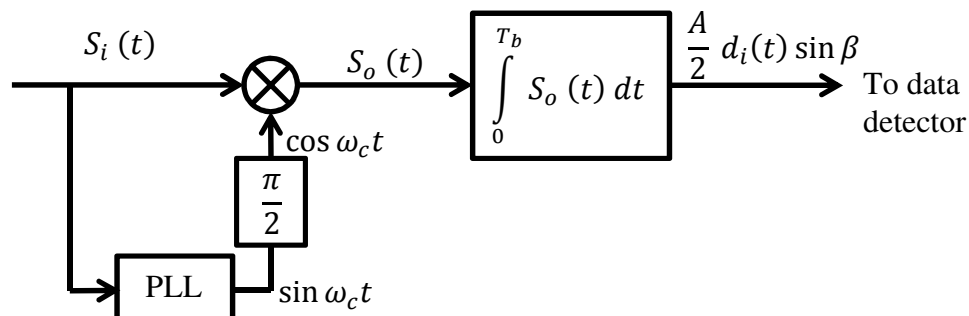 S_i (t)
S_o (t)
T_b
∫ S_o (t) dt
0
A/2 d_i(t) sin β
To data
detector
cos ω_c t
π/2
PLL
sin ω_c t